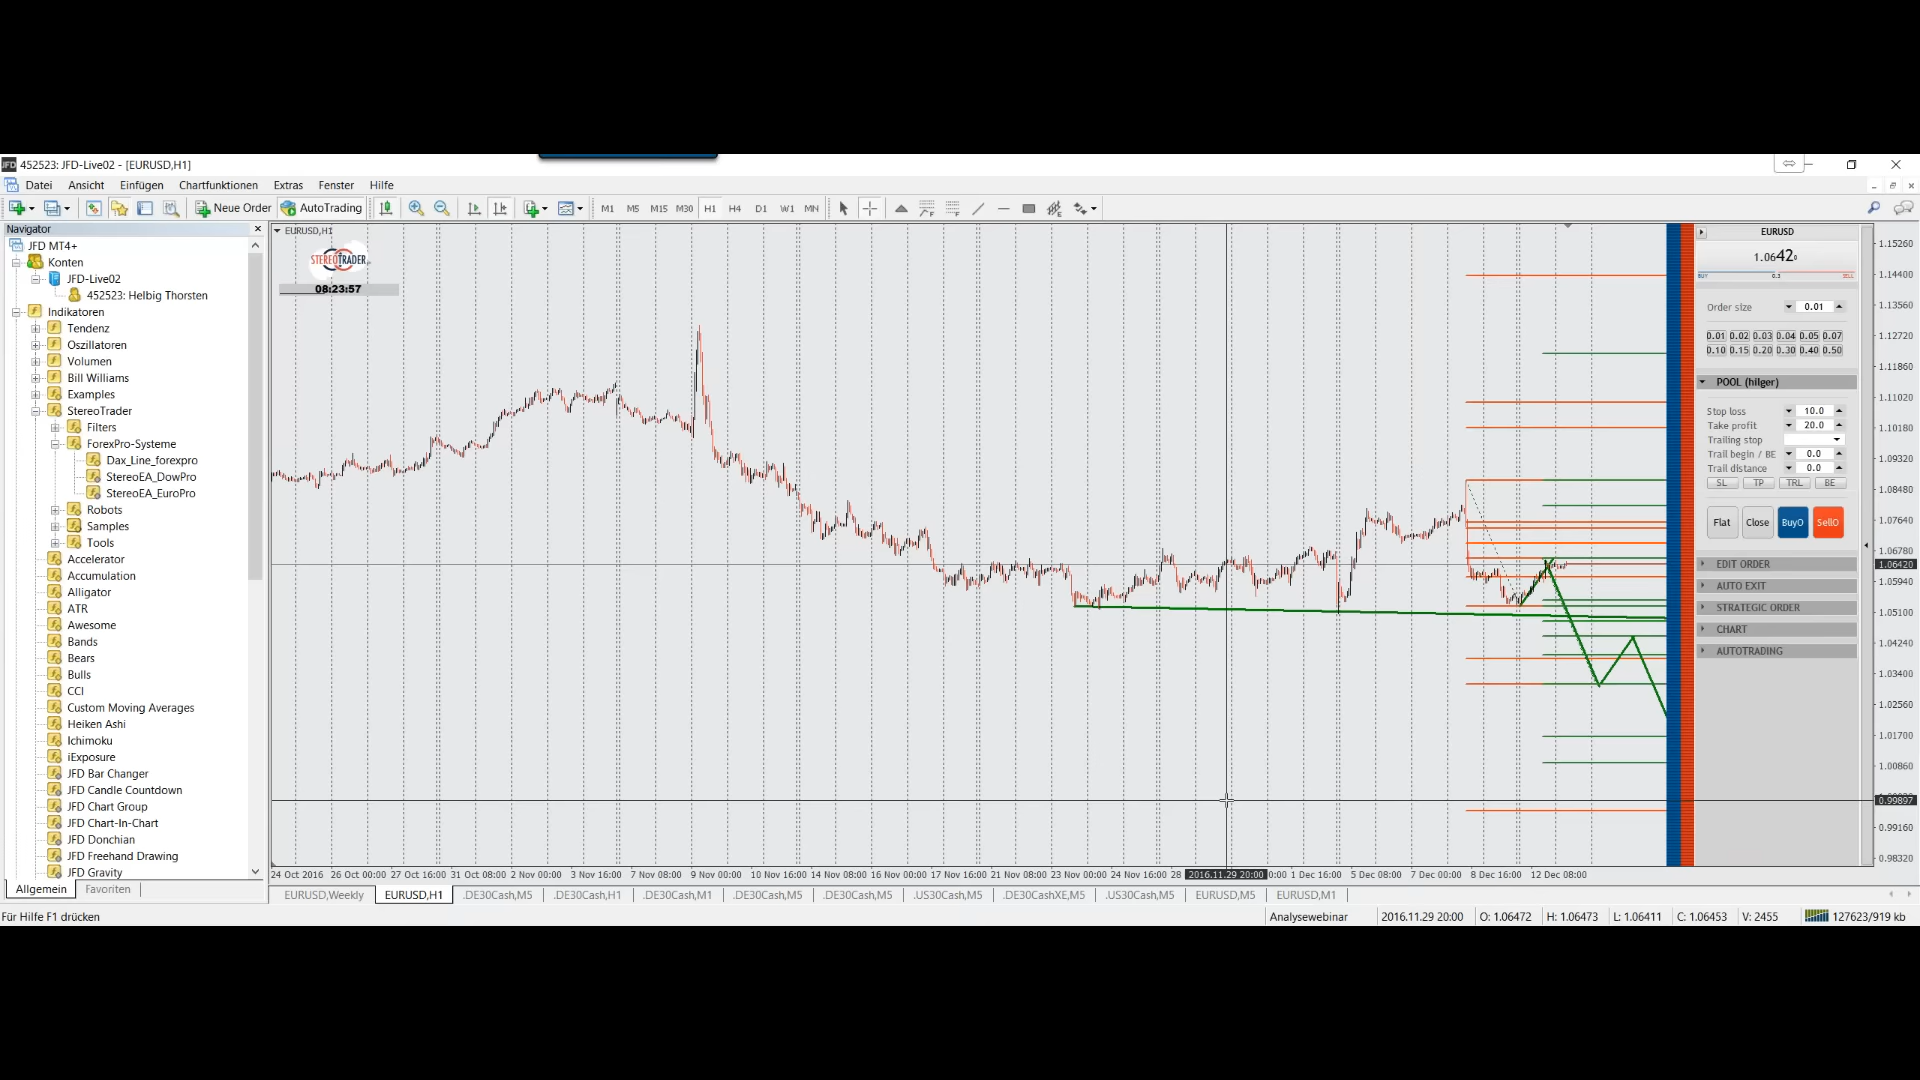 452523: JFD-Live02 - [EURUSD,H1]
Datei Ansicht Einfügen Chartfunktionen Extras Fenster Hilfe
Neue Order AutoTrading M1 M5 M15 M30 H1 H4 D1 W1 MN
Navigator
JFD MT4+
Konten
JFD-Live02
452523: Helbig Thorsten
Indikatoren
Tendenz
Oszillatoren
Volumen
Bill Williams
Examples
StereoTrader
Filters
ForexPro-Systeme
Dax_Line_forexpro
StereoEA_DowPro
StereoEA_EuroPro
Robots
Samples
Tools
Accelerator
Accumulation
Alligator
ATR
Awesome
Bands
Bears
Bulls
CCI
Custom Moving Averages
Heiken Ashi
Ichimoku
iExposure
JFD Bar Changer
JFD Candle Countdown
JFD Chart Group
JFD Chart-In-Chart
JFD Donchian
JFD Freehand Drawing
JFD Gravity
Allgemein Favoriten
EURUSD,H1
STEREOTRADER
08:23:57
EURUSD
1.06420
BUY 0.3 SELL
Order size 0.01
0.01 0.02 0.03 0.04 0.05 0.07
0.10 0.15 0.20 0.30 0.40 0.50
POOL (hilger)
Stop loss 10.0
Take profit 20.0
Trailing stop
Trail begin / BE 0.0
Trail distance 0.0
SL TP TRL BE
Flat Close BuyO SellO
EDIT ORDER
AUTO EXIT
STRATEGIC ORDER
CHART
AUTOTRADING
1.15260
1.14400
1.13560
1.12720
1.11860
1.11020
1.10180
1.09320
1.08480
1.07640
1.06780
1.06420
1.05940
1.05100
1.04240
1.03400
1.02560
1.01700
1.00860
0.99897
0.99160
0.98320
24 Oct 2016 26 Oct 00:00 27 Oct 16:00 31 Oct 08:00 2 Nov 00:00 3 Nov 16:00 7 Nov 08:00 9 Nov 00:00 10 Nov 16:00 14 Nov 08:00 16 Nov 00:00 17 Nov 16:00 21 Nov 08:00 23 Nov 00:00 24 Nov 16:00 28 2016.11.29 20:00 0:00 1 Dec 16:00 5 Dec 08:00 7 Dec 00:00 8 Dec 16:00 12 Dec 08:00
EURUSD,Weekly EURUSD,H1 .DE30Cash,M5 .DE30Cash,H1 .DE30Cash,M1 .DE30Cash,M5 .DE30Cash,M5 .US30Cash,M5 .DE30CashXE,M5 .US30Cash,M5 EURUSD,M5 EURUSD,M1
Für Hilfe F1 drücken Analysewebinar 2016.11.29 20:00 O: 1.06472 H: 1.06473 L: 1.06411 C: 1.06453 V: 2455 127623/919 kb